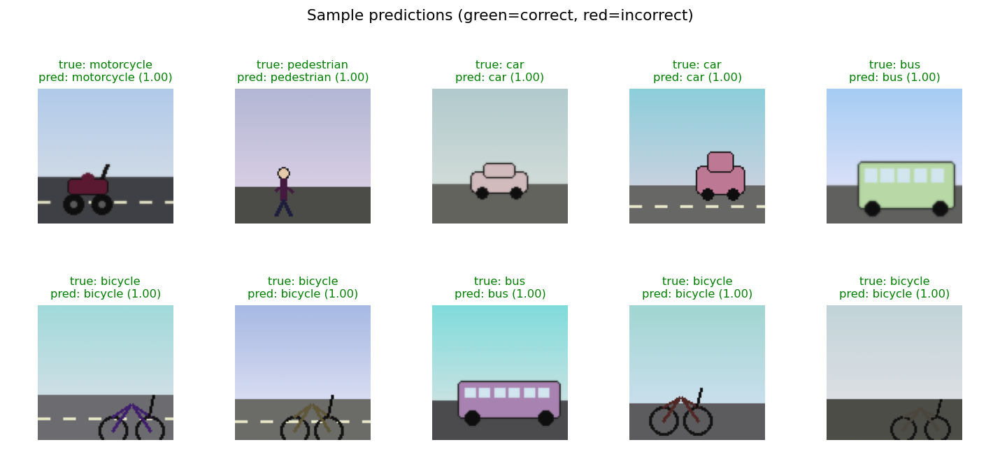 Sample predictions (green=correct, red=incorrect)
true: motorcycle
pred: motorcycle (1.00)
true: pedestrian
pred: pedestrian (1.00)
true: car
pred: car (1.00)
true: car
pred: car (1.00)
true: bus
pred: bus (1.00)
true: bicycle
pred: bicycle (1.00)
true: bicycle
pred: bicycle (1.00)
true: bus
pred: bus (1.00)
true: bicycle
pred: bicycle (1.00)
true: bicycle
pred: bicycle (1.00)